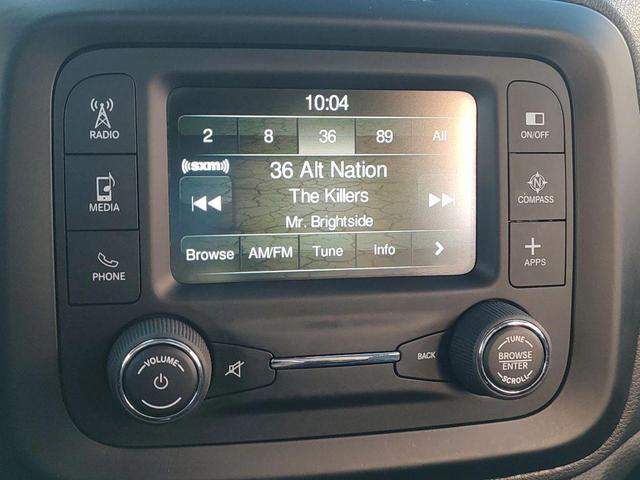 10:04
2 8 36 89 All
((sxm))
36 Alt Nation
The Killers
Mr. Brightside
Browse AM/FM Tune Info >
RADIO
MEDIA
PHONE
ON/OFF
COMPASS
N
+
APPS
VOLUME
BACK
TUNE
BROWSE
ENTER
SCROLL